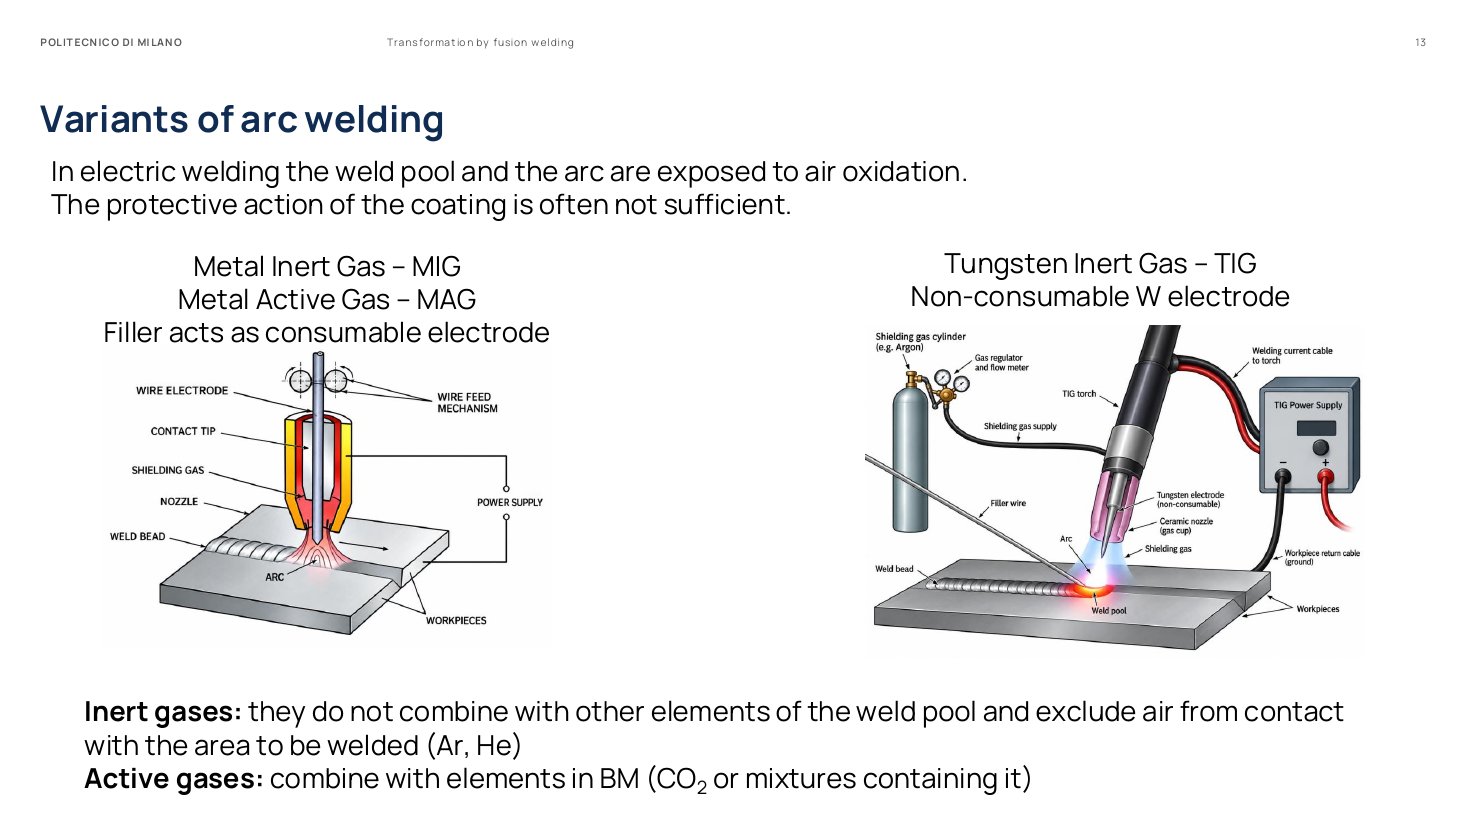 POLITECNICO DI MILANO
Transformation by fusion welding
13
Variants of arc welding
In electric welding the weld pool and the arc are exposed to air oxidation.
The protective action of the coating is often not sufficient.
Metal Inert Gas – MIG
Metal Active Gas – MAG
Filler acts as consumable electrode
WIRE ELECTRODE
WIRE FEED
MECHANISM
CONTACT TIP
SHIELDING GAS
NOZZLE
POWER SUPPLY
WELD BEAD
ARC
WORKPIECES
Tungsten Inert Gas – TIG
Non-consumable W electrode
Shielding gas cylinder
(e.g. Argon)
Gas regulator
and flow meter
Welding current cable
to torch
TIG torch
TIG Power Supply
Shielding gas supply
– +
Filler wire
Tungsten electrode
(non-consumable)
Ceramic nozzle
(gas cup)
Arc
Shielding gas
Workpiece return cable
(ground)
Weld bead
Weld pool
Workpieces
Inert gases: they do not combine with other elements of the weld pool and exclude air from contact
with the area to be welded (Ar, He)
Active gases: combine with elements in BM (CO₂ or mixtures containing it)